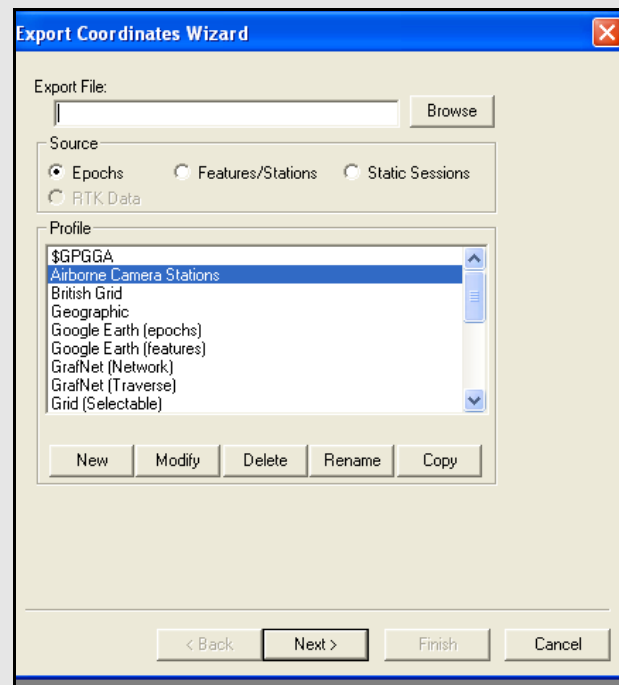 Export Coordinates Wizard
Export File:
Browse
Source
Epochs Features/Stations Static Sessions
RTK Data
Profile
$GPGGA
Airborne Camera Stations
British Grid
Geographic
Google Earth (epochs)
Google Earth (features)
GrafNet (Network)
GrafNet (Traverse)
Grid (Selectable)
New Modify Delete Rename Copy
< Back Next > Finish Cancel